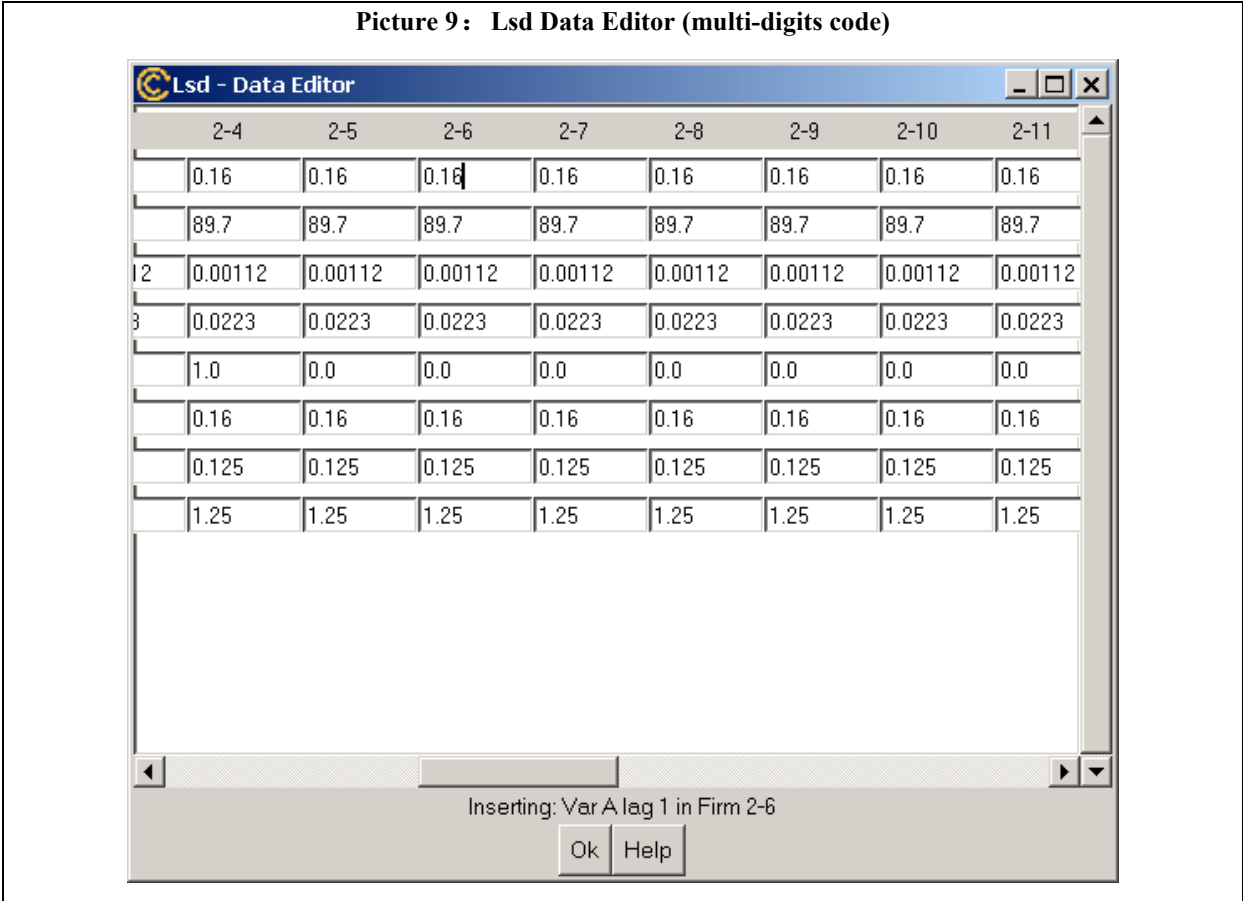 Picture 9： Lsd Data Editor (multi-digits code)
Lsd - Data Editor
2-4 2-5 2-6 2-7 2-8 2-9 2-10 2-11
0.16 0.16 0.16 0.16 0.16 0.16 0.16 0.16
89.7 89.7 89.7 89.7 89.7 89.7 89.7 89.7
12 0.00112 0.00112 0.00112 0.00112 0.00112 0.00112 0.00112 0.00112
3 0.0223 0.0223 0.0223 0.0223 0.0223 0.0223 0.0223 0.0223
1.0 0.0 0.0 0.0 0.0 0.0 0.0 0.0
0.16 0.16 0.16 0.16 0.16 0.16 0.16 0.16
0.125 0.125 0.125 0.125 0.125 0.125 0.125 0.125
1.25 1.25 1.25 1.25 1.25 1.25 1.25 1.25
Inserting: Var A lag 1 in Firm 2-6
Ok Help